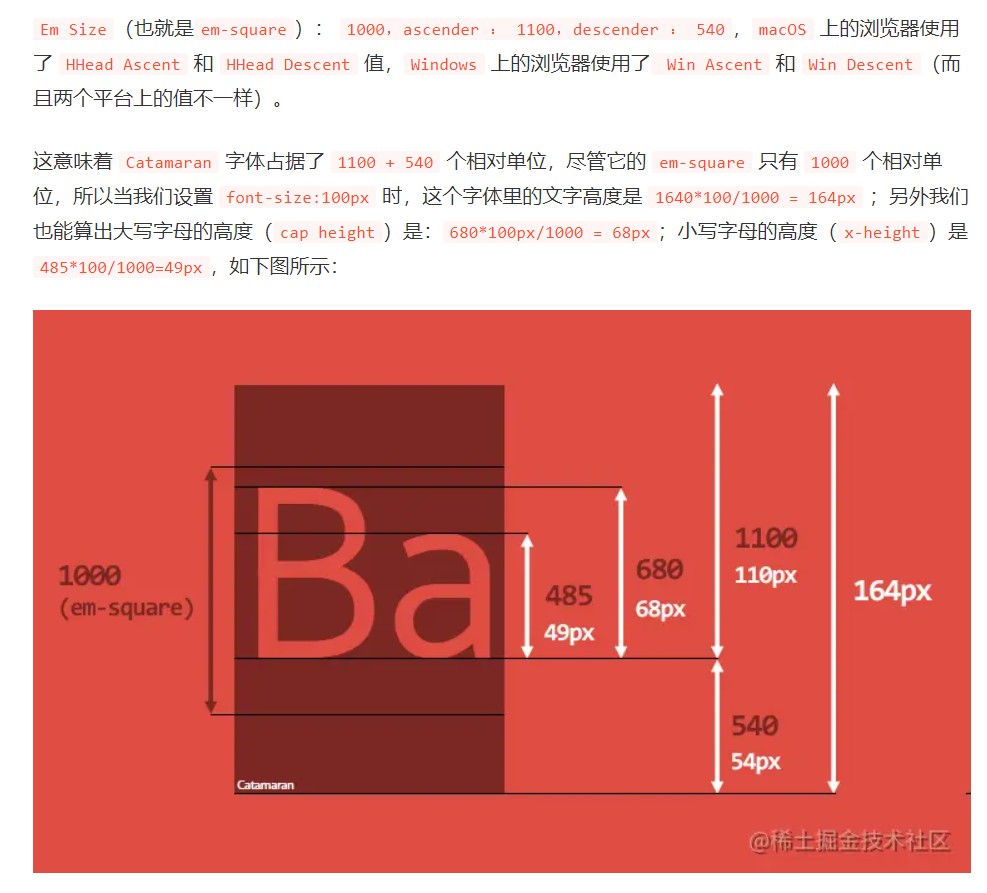 Em Size （也就是 em-square ）： 1000，ascender ： 1100，descender ： 540 ， macOS 上的浏览器使用
了 HHead Ascent 和 HHead Descent 值， Windows 上的浏览器使用了 Win Ascent 和 Win Descent （而
且两个平台上的值不一样）。
这意味着 Catamaran 字体占据了 1100 + 540 个相对单位，尽管它的 em-square 只有 1000 个相对单
位，所以当我们设置 font-size:100px 时，这个字体里的文字高度是 1640*100/1000 = 164px ；另外我们
也能算出大写字母的高度（ cap height ）是： 680*100px/1000 = 68px ；小写字母的高度（ x-height ）是
485*100/1000=49px ，如下图所示：
Ba
1000
(em-square)
485
49px
680
68px
1100
110px
164px
540
54px
Catamaran
@稀土掘金技术社区